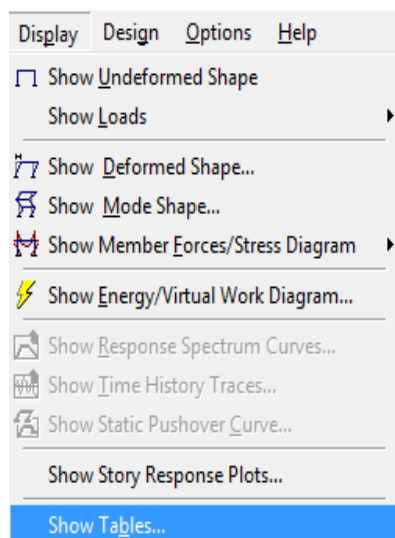 Display Design Options Help
Show Undeformed Shape
Show Loads
Show Deformed Shape...
Show Mode Shape...
Show Member Forces/Stress Diagram
Show Energy/Virtual Work Diagram...
Show Response Spectrum Curves...
Show Time History Traces...
Show Static Pushover Curve...
Show Story Response Plots...
Show Tables...